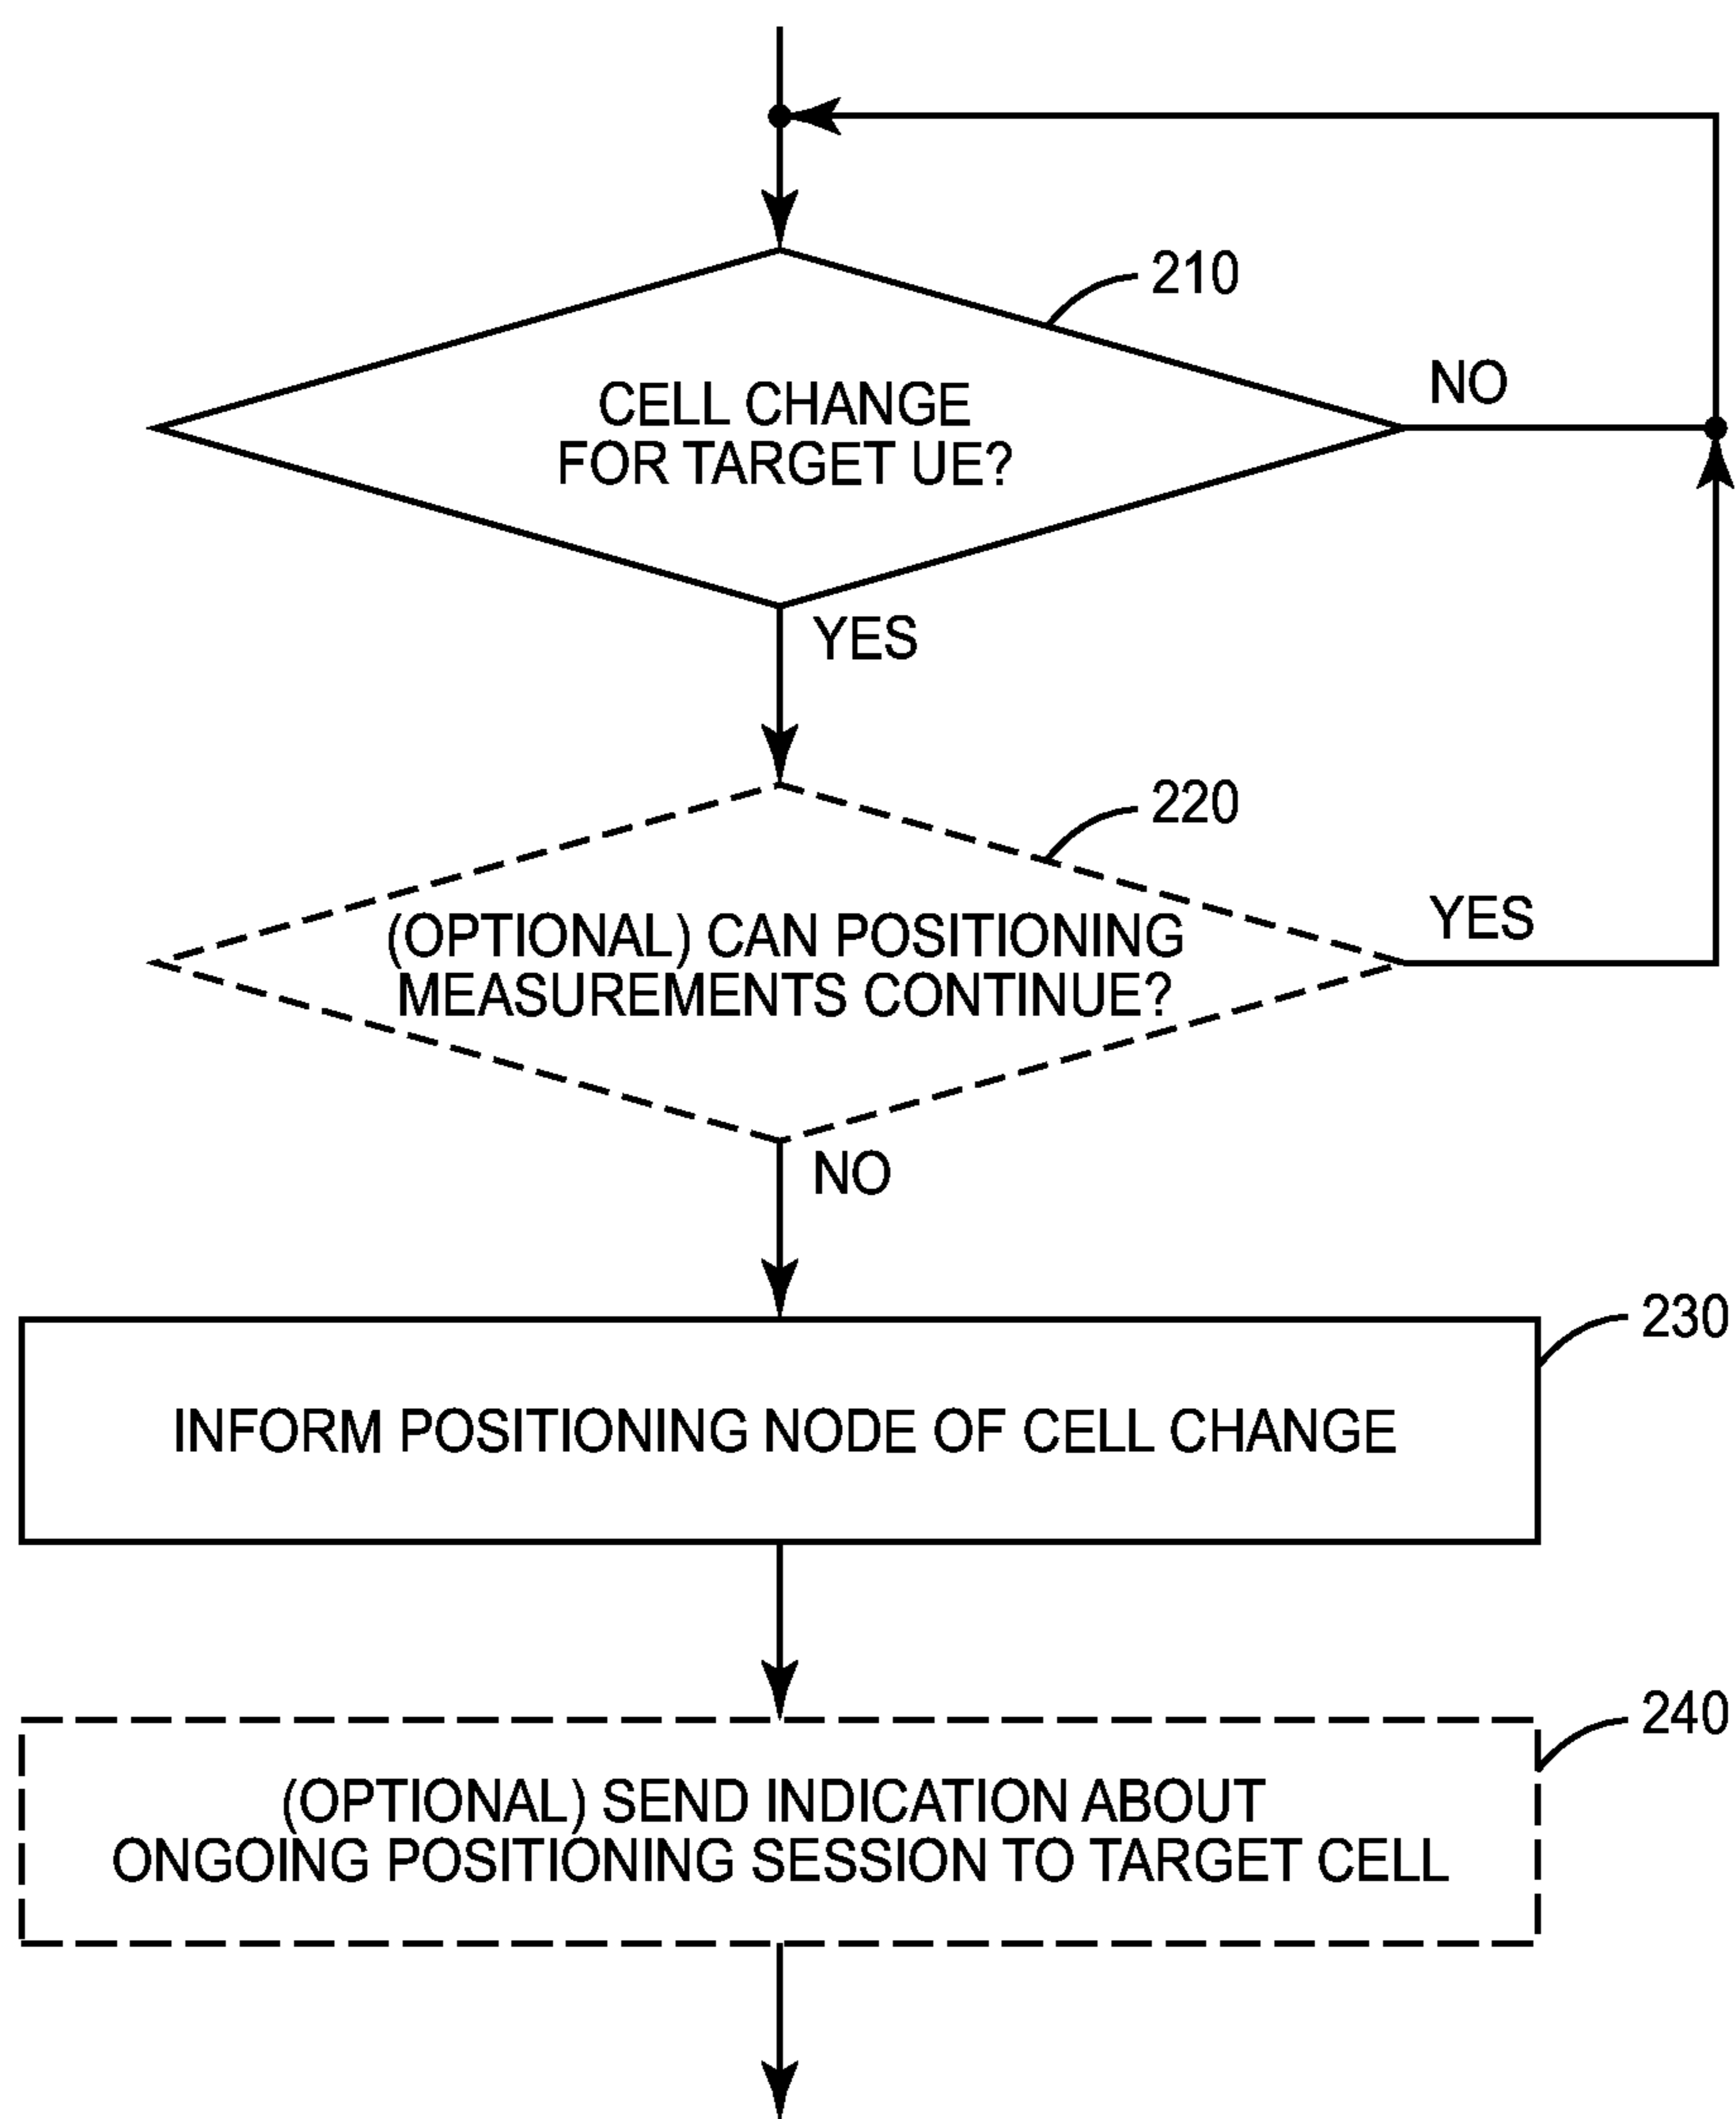 210
CELL CHANGE
FOR TARGET UE?
NO
YES
220
(OPTIONAL) CAN POSITIONING
MEASUREMENTS CONTINUE?
YES
NO
230
INFORM POSITIONING NODE OF CELL CHANGE
240
(OPTIONAL) SEND INDICATION ABOUT
ONGOING POSITIONING SESSION TO TARGET CELL